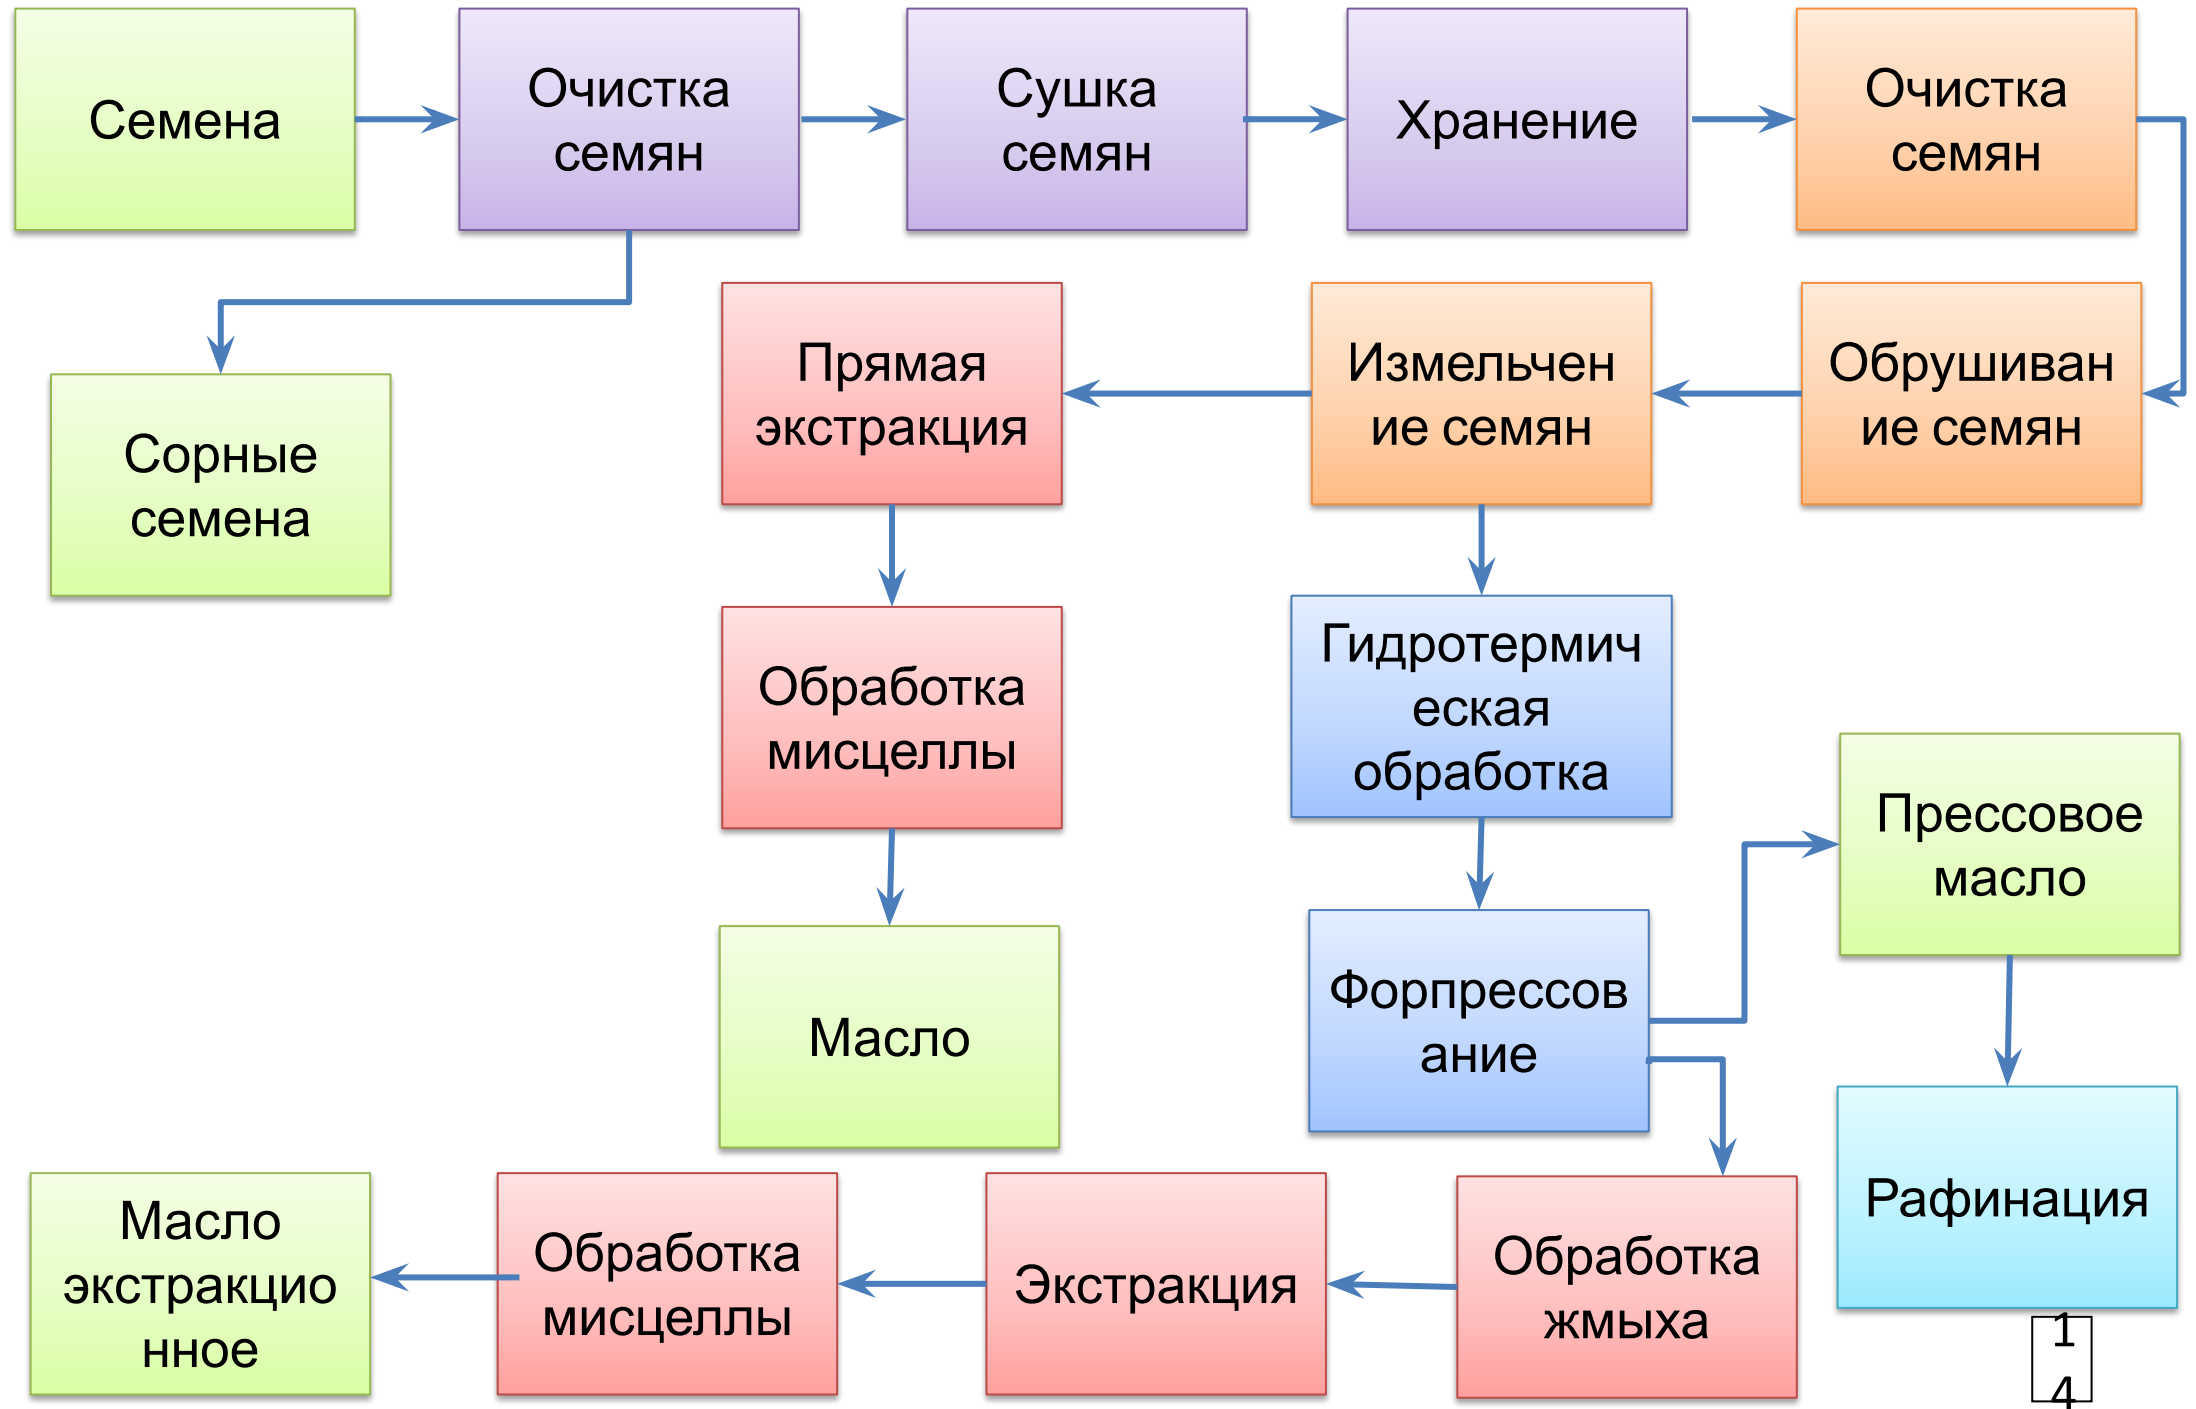 Семена
Очистка
семян
Сушка
семян
Хранение
Очистка
семян
Прямая
экстракция
Измельчен
ие семян
Обрушиван
ие семян
Сорные
семена
Обработка
мисцеллы
Гидротермич
еская
обработка
Прессовое
масло
Масло
Форпрессов
ание
Рафинация
Масло
экстракцио
нное
Обработка
мисцеллы
Экстракция
Обработка
жмыха
1
4